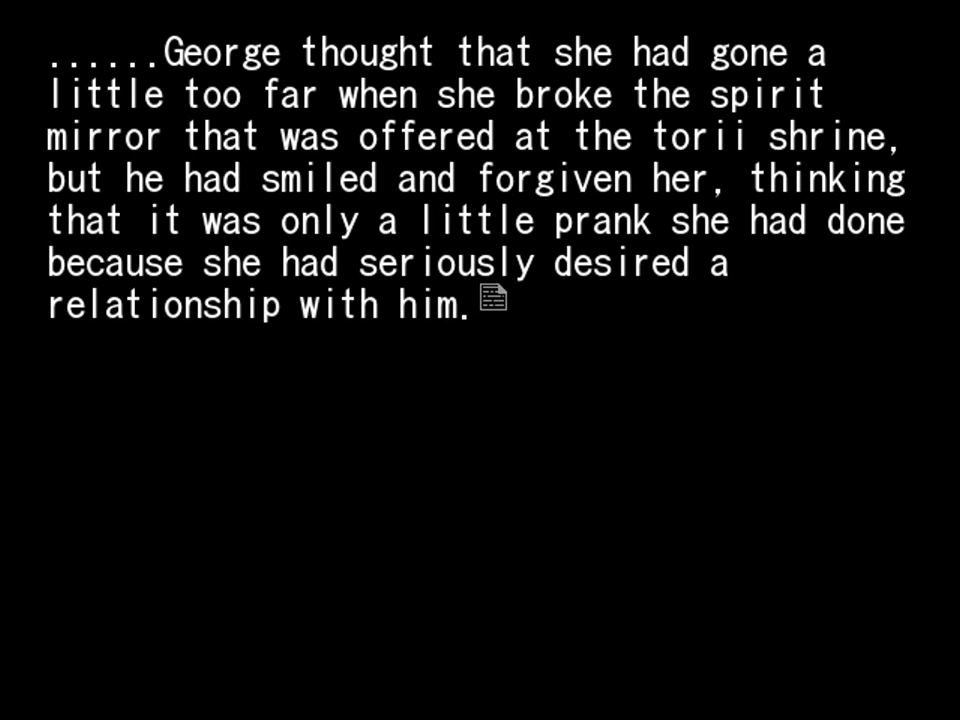 ......George thought that she had gone a
little too far when she broke the spirit
mirror that was offered at the torii shrine,
but he had smiled and forgiven her, thinking
that it was only a little prank she had done
because she had seriously desired a
relationship with him.